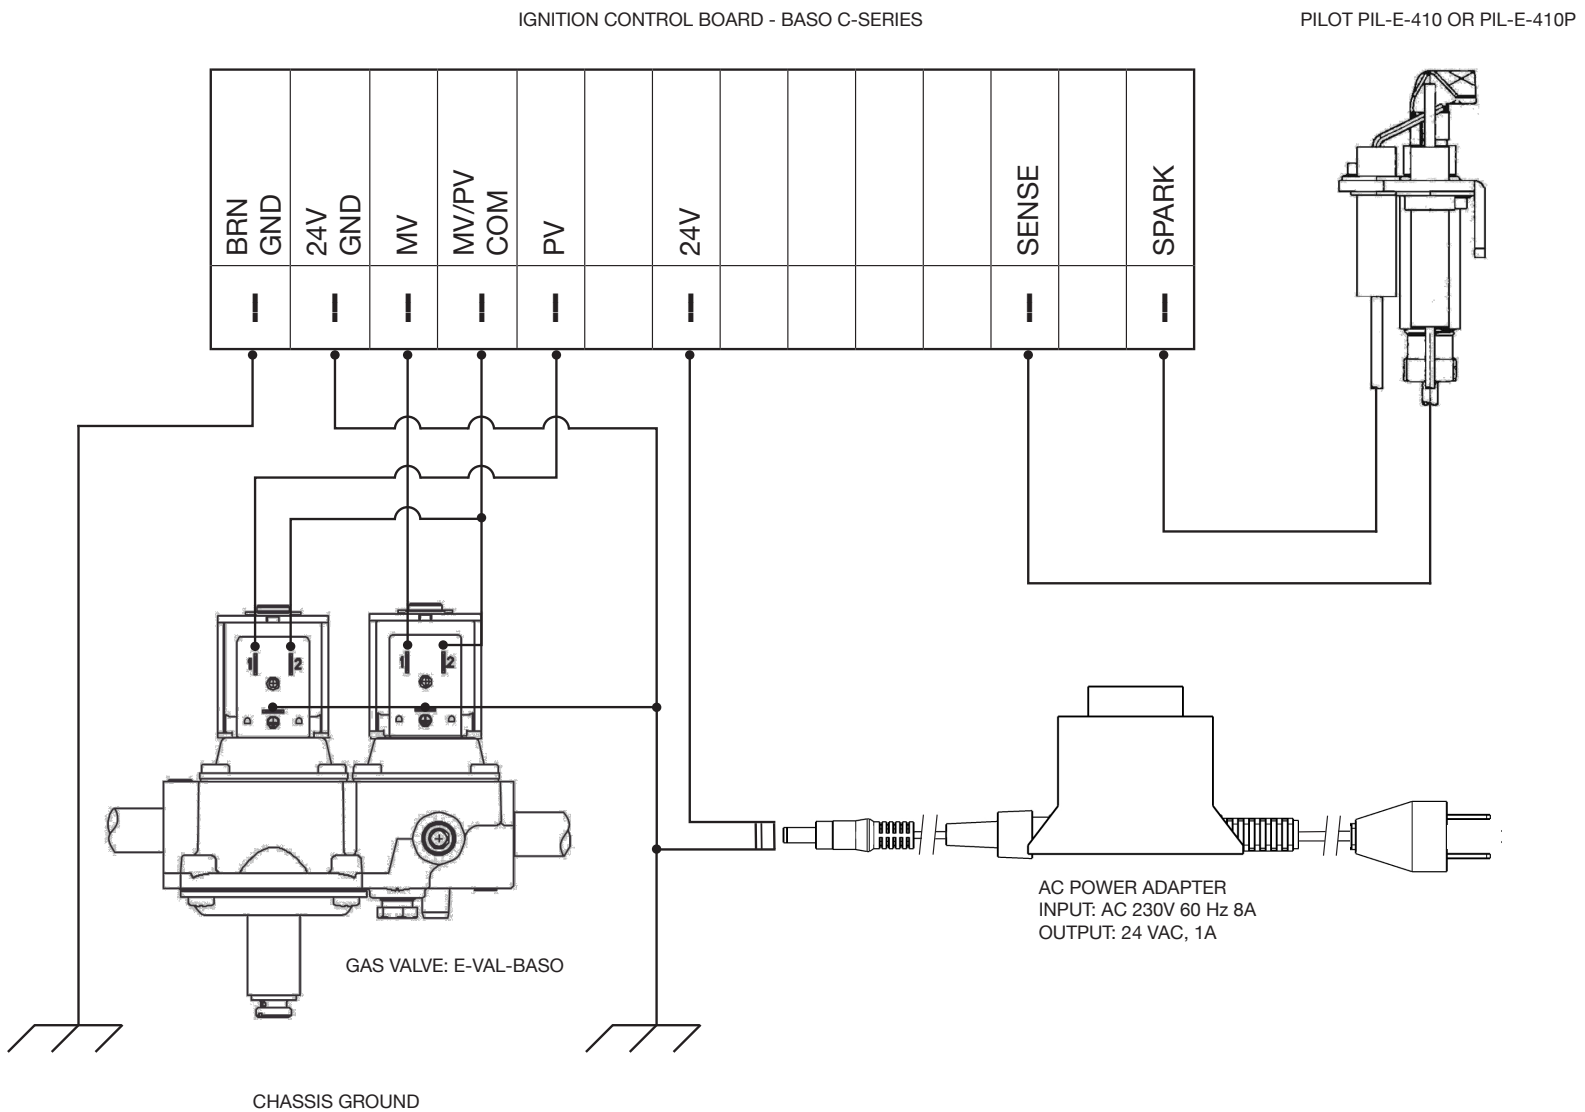 IGNITION CONTROL BOARD - BASO C-SERIES
PILOT PIL-E-410 OR PIL-E-410P
BRN
GND
24V
GND
MV
MV/PV
COM
PV
24V
SENSE
SPARK
1
2
1
2
AC POWER ADAPTER
INPUT: AC 230V 60 Hz 8A
OUTPUT: 24 VAC, 1A
GAS VALVE: E-VAL-BASO
CHASSIS GROUND